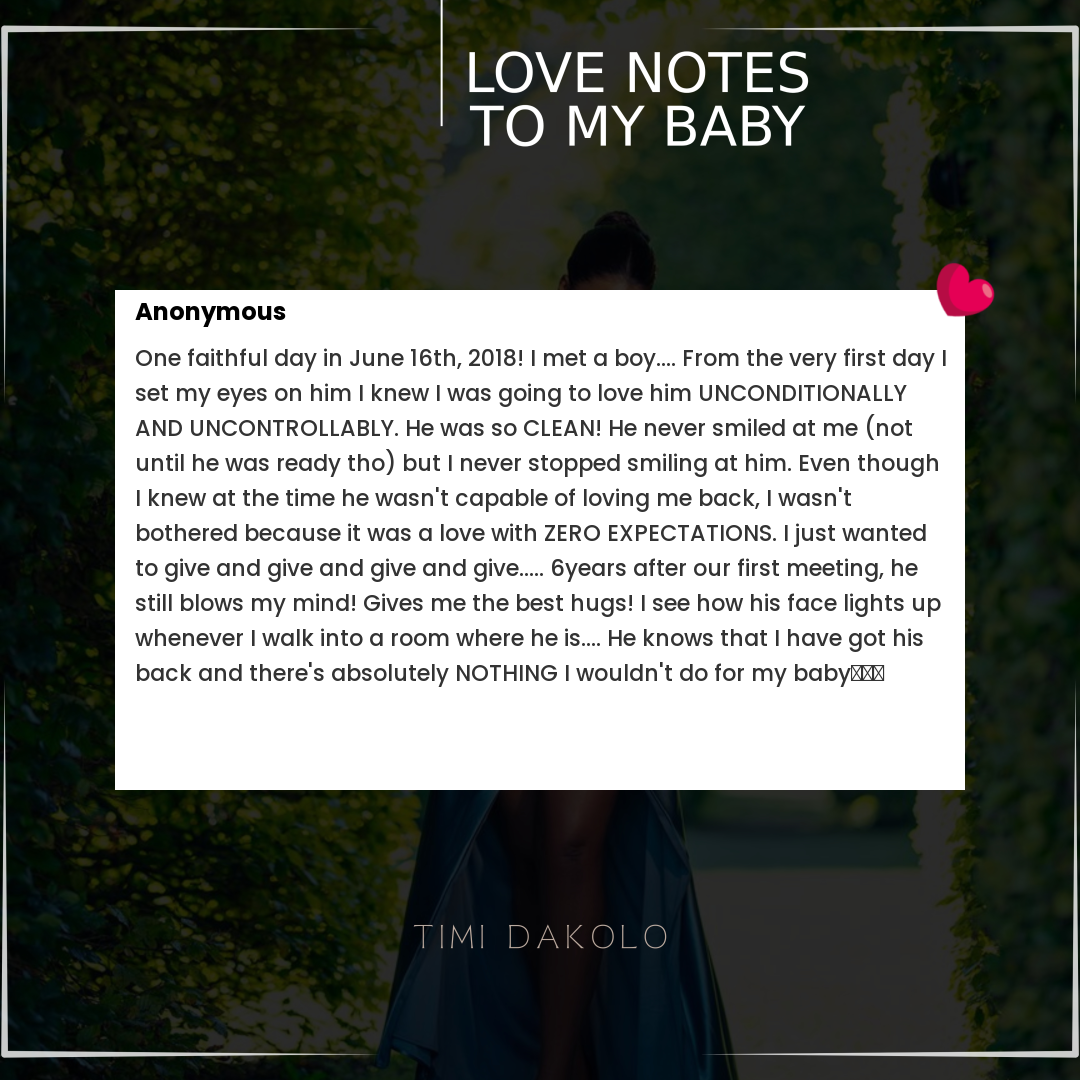 LOVE NOTES
TO MY BABY
Anonymous
One faithful day in June 16th, 2018! I met a boy.... From the very first day I
set my eyes on him I knew I was going to love him UNCONDITIONALLY
AND UNCONTROLLABLY. He was so CLEAN! He never smiled at me (not
until he was ready tho) but I never stopped smiling at him. Even though
I knew at the time he wasn't capable of loving me back, I wasn't
bothered because it was a love with ZERO EXPECTATIONS. I just wanted
to give and give and give and give..... 6years after our first meeting, he
still blows my mind! Gives me the best hugs! I see how his face lights up
whenever I walk into a room where he is.... He knows that I have got his
back and there's absolutely NOTHING I wouldn't do for my baby
TIMI DAKOLO